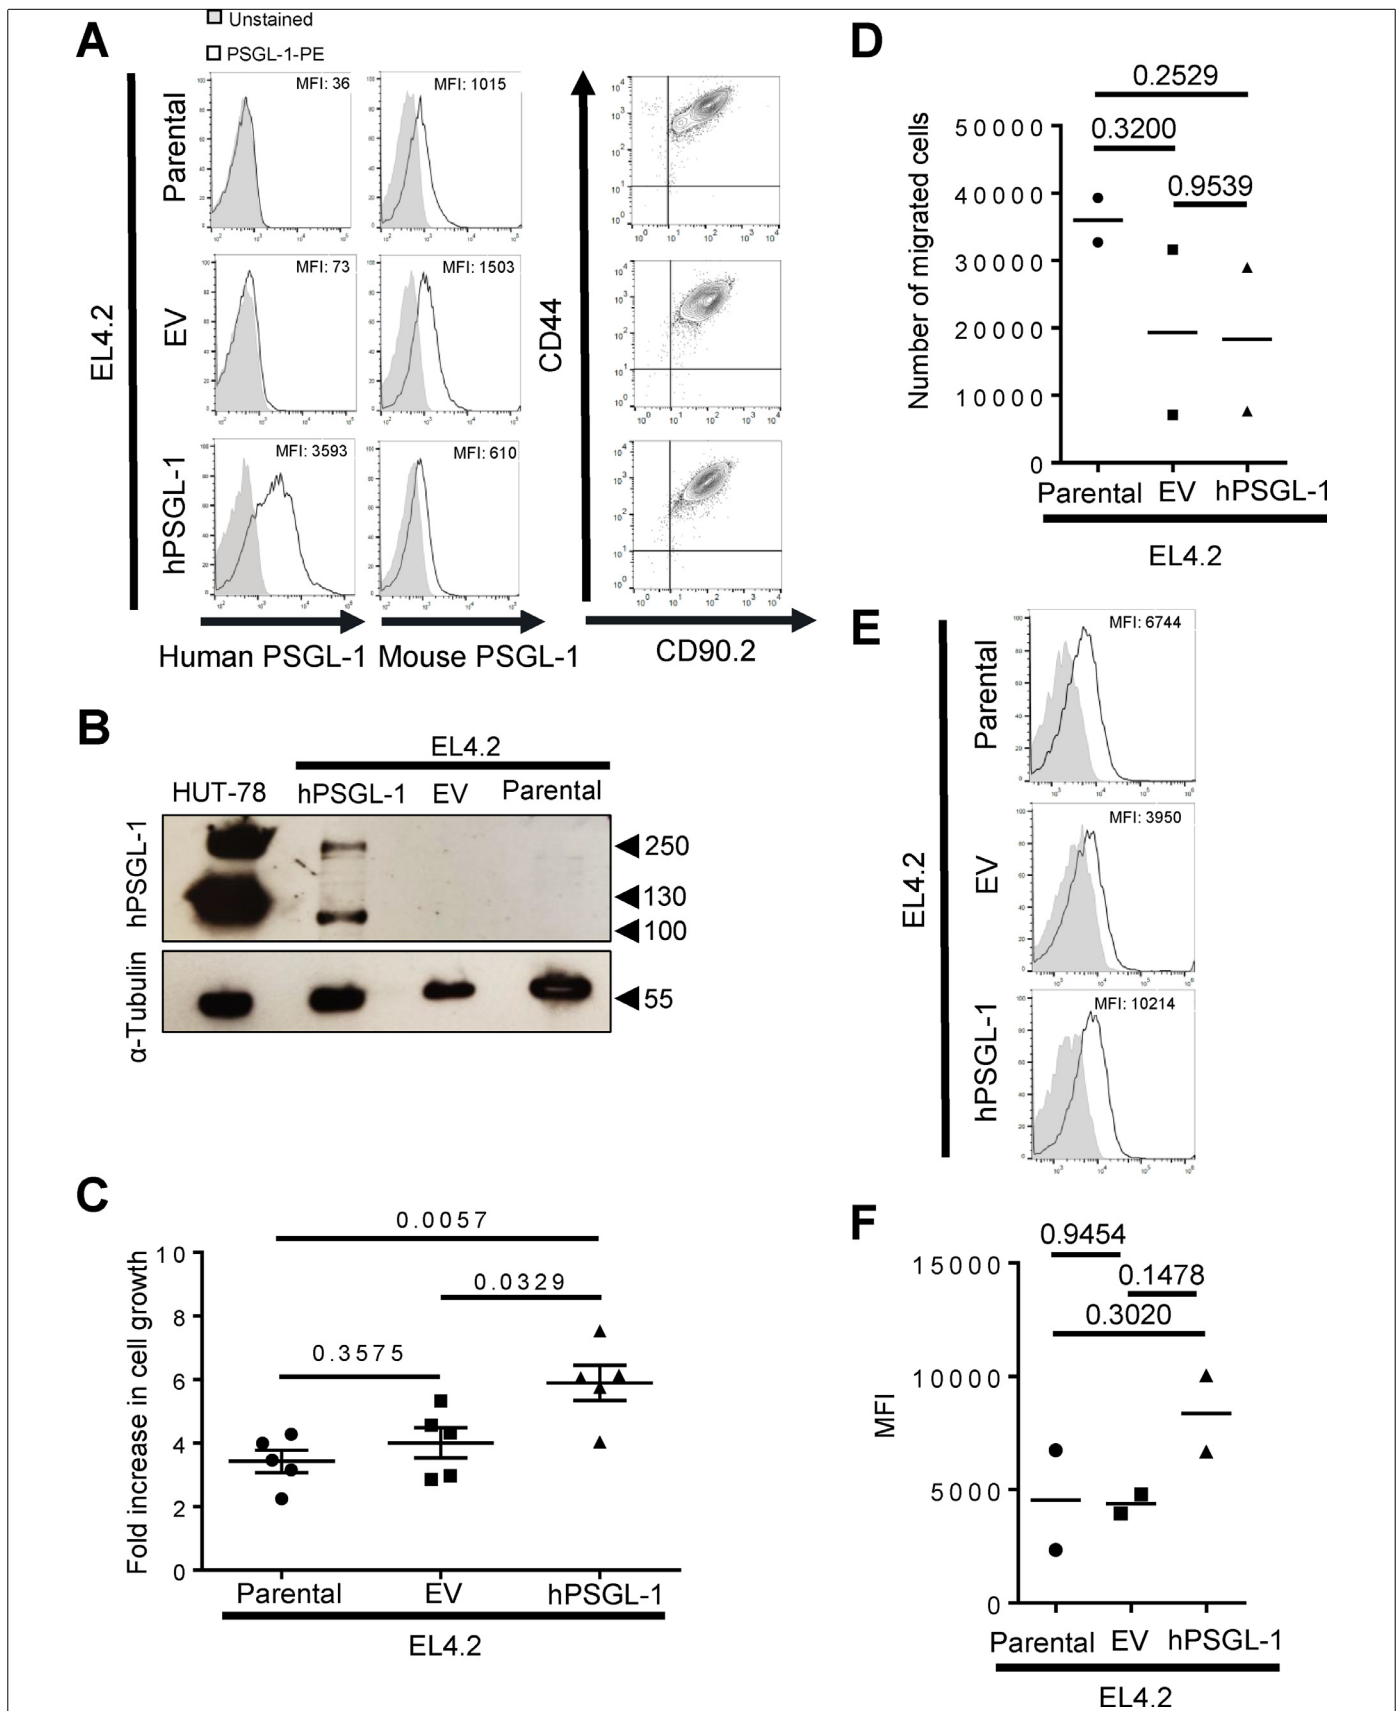 A
Unstained
PSGL-1-PE
EL4.2
Parental
MFI: 36
MFI: 1015
EV
MFI: 73
MFI: 1503
hPSGL-1
MFI: 3593
MFI: 610
Human PSGL-1
Mouse PSGL-1
CD44
CD90.2
B
EL4.2
HUT-78
hPSGL-1
EV
Parental
hPSGL-1
250
130
100
α-Tubulin
55
C
0.0057
0.0329
0.3575
Fold increase in cell growth
10
8
6
4
2
0
Parental
EV
hPSGL-1
EL4.2
D
0.2529
0.3200
0.9539
Number of migrated cells
50000
40000
30000
20000
10000
0
Parental
EV
hPSGL-1
EL4.2
E
EL4.2
Parental
MFI: 6744
EV
MFI: 3950
hPSGL-1
MFI: 10214
F
0.9454
0.1478
0.3020
MFI
15000
10000
5000
0
Parental
EV
hPSGL-1
EL4.2